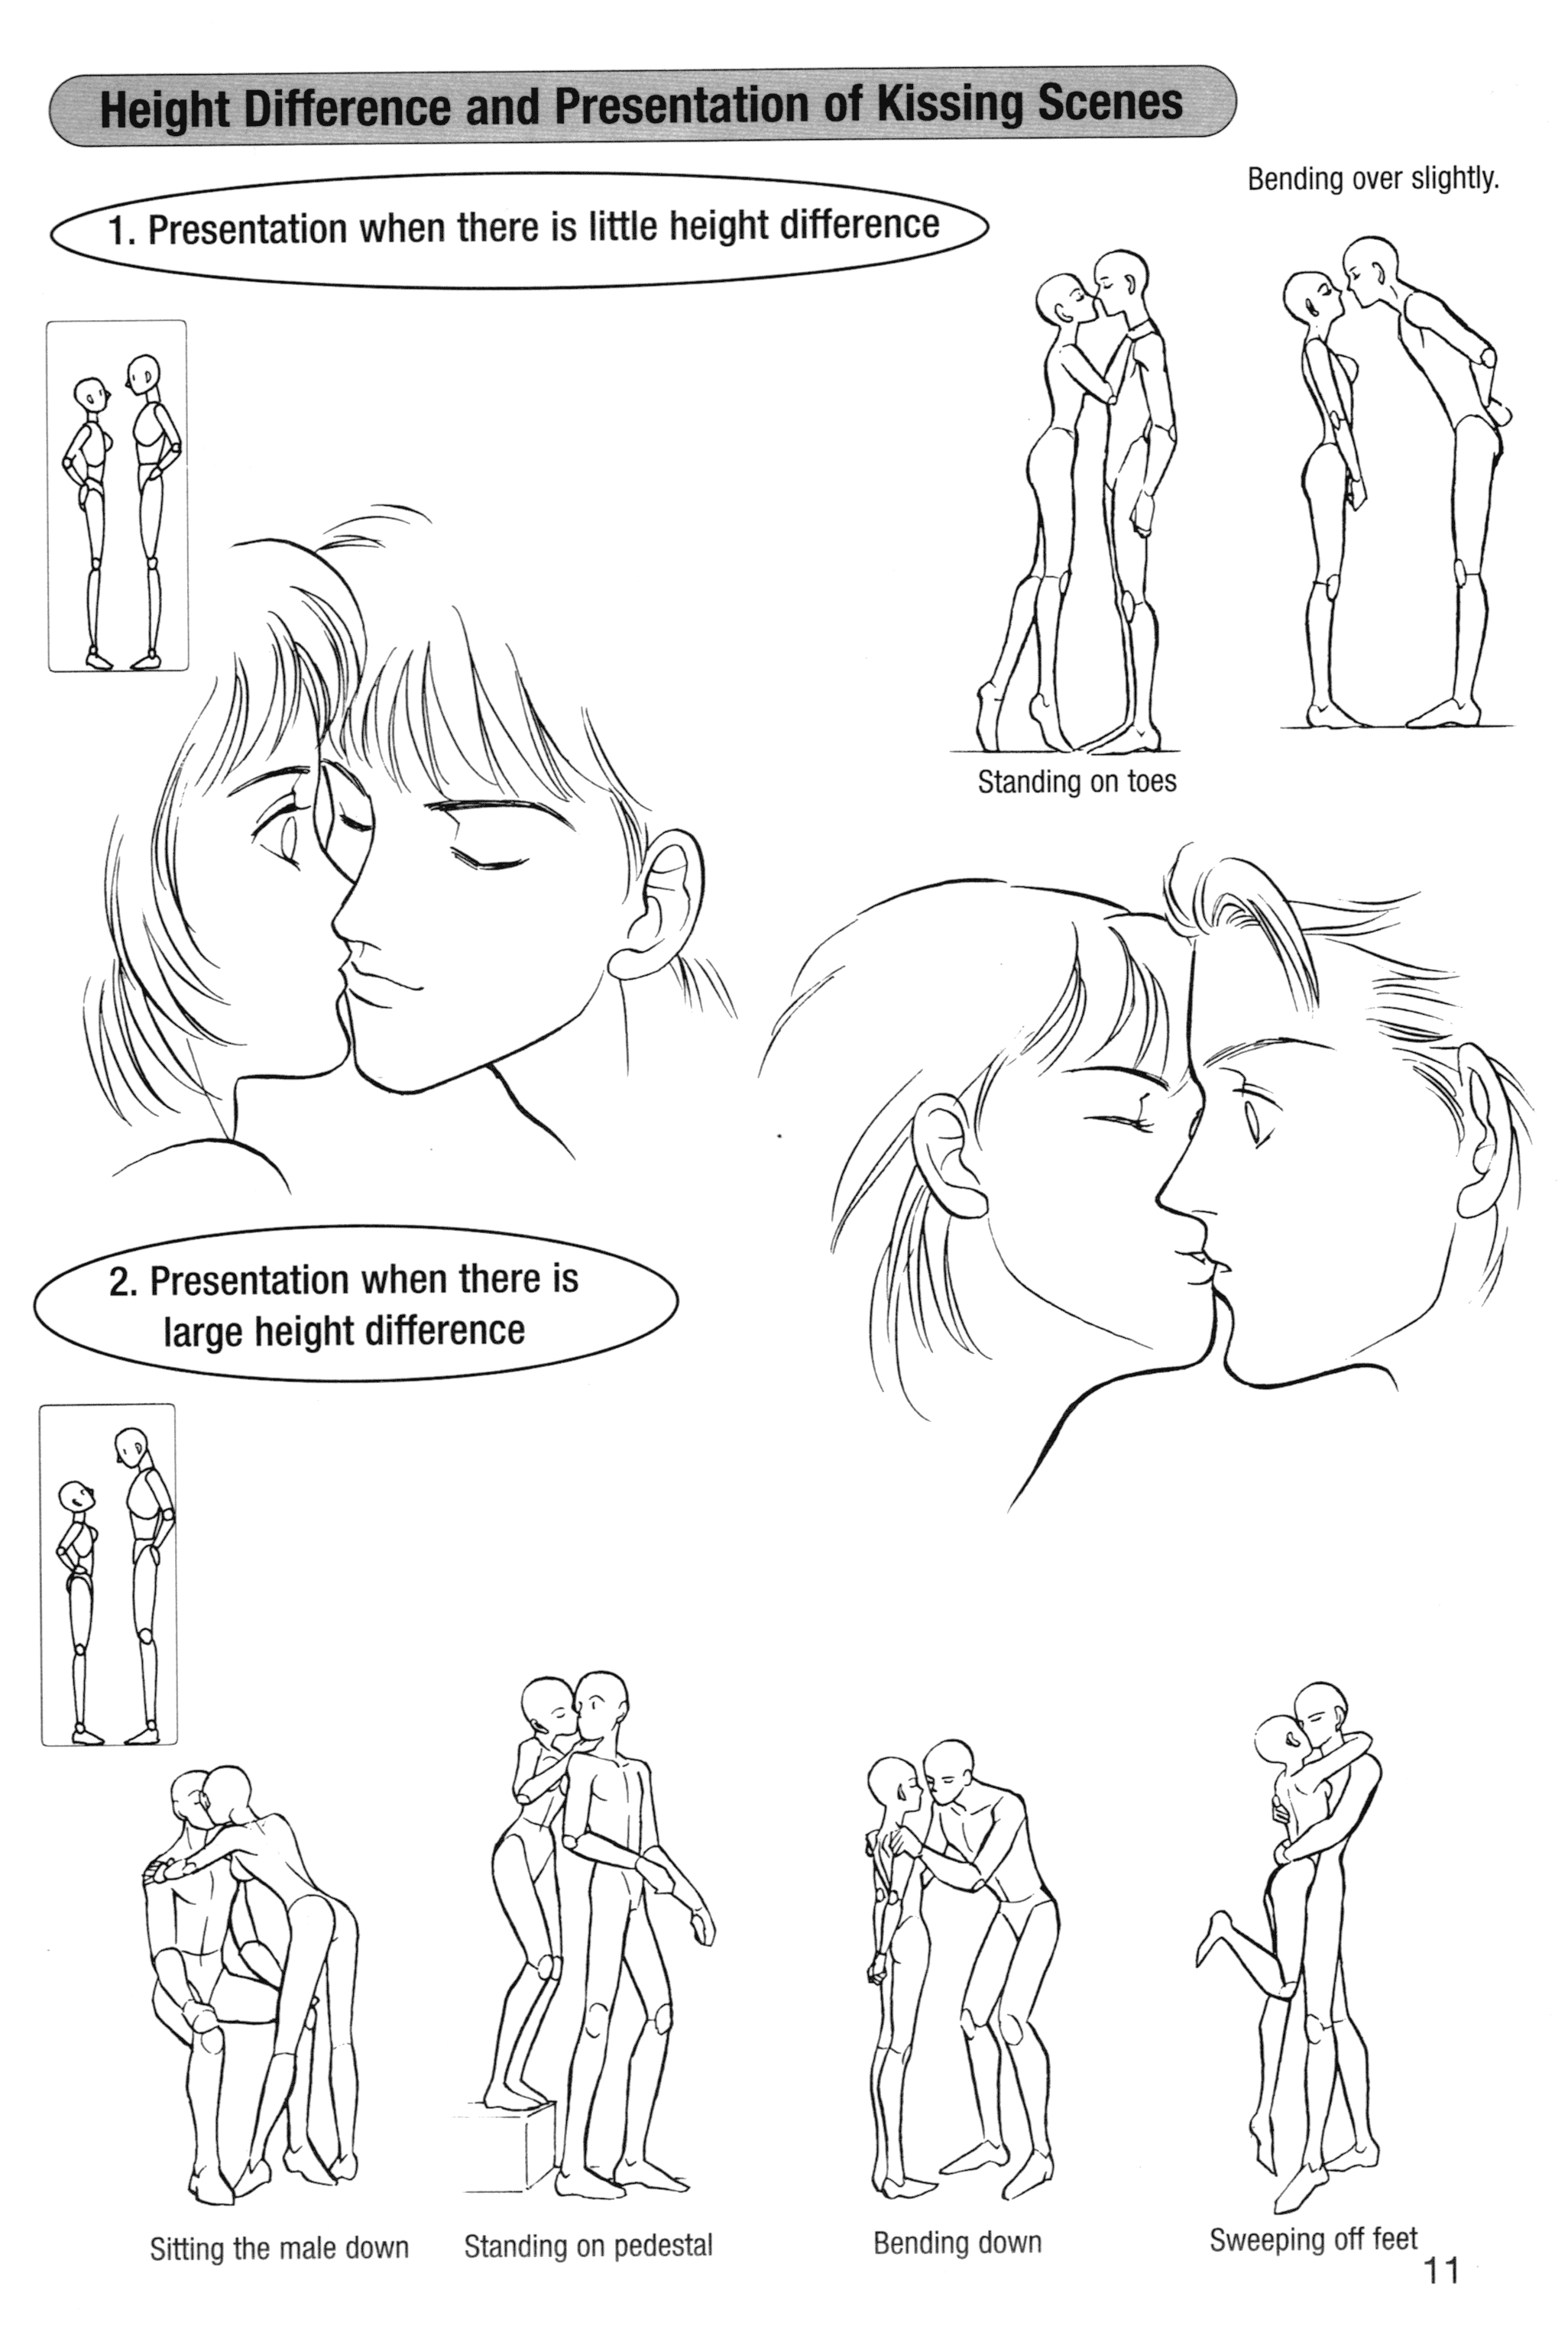 Height Difference and Presentation of Kissing Scenes
Bending over slightly.
1. Presentation when there is little height difference
Standing on toes
2. Presentation when there is
large height difference
Sitting the male down
Standing on pedestal
Bending down
Sweeping off feet
11